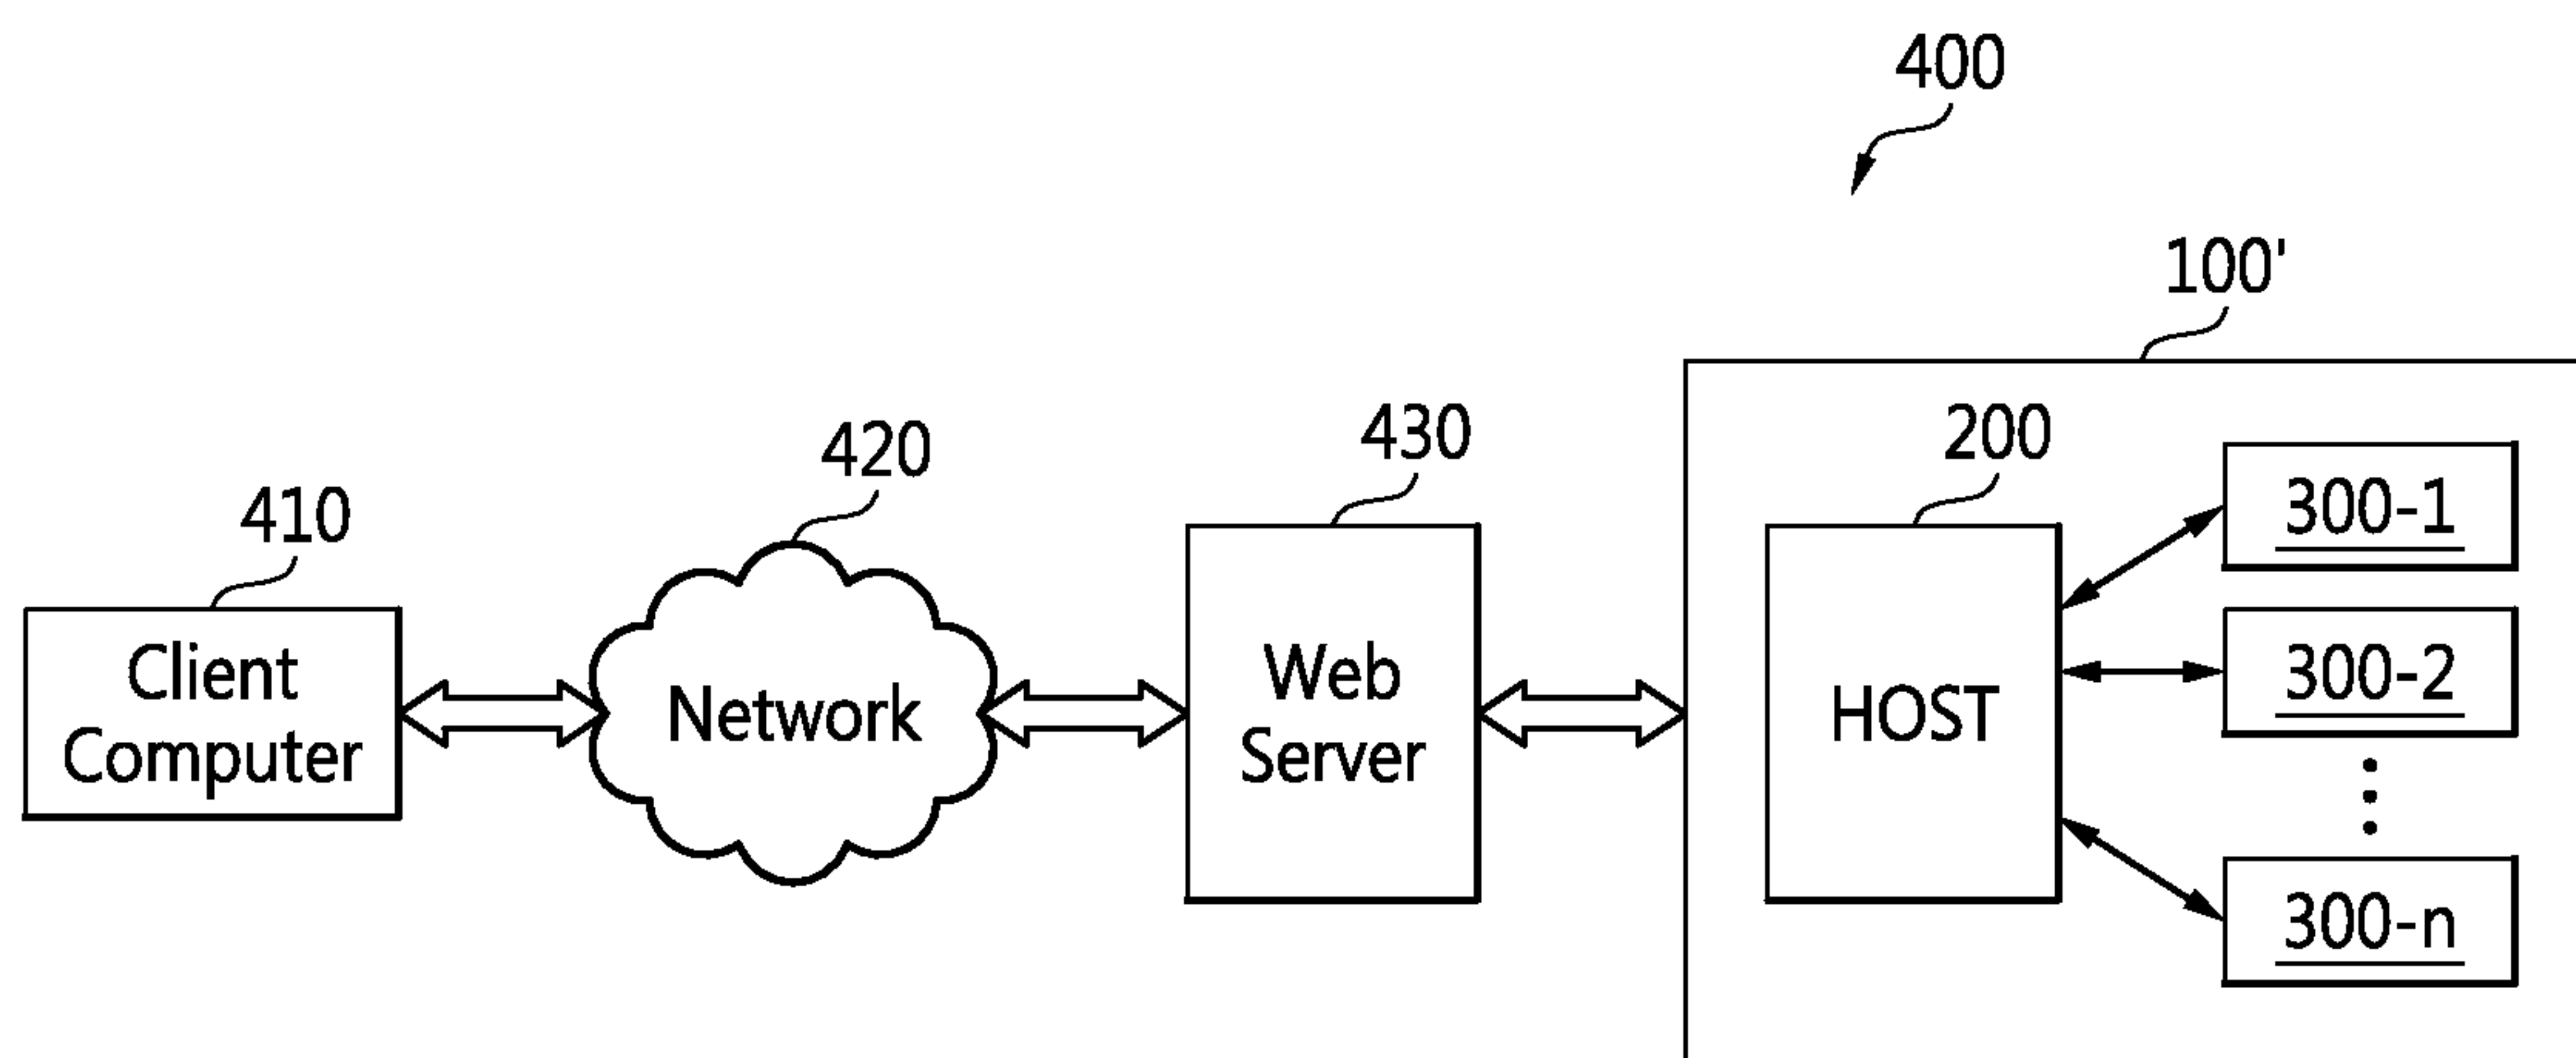 400
100'
410
420
430
200
Client
Computer
Network
Web
Server
HOST
300-1
300-2
300-n